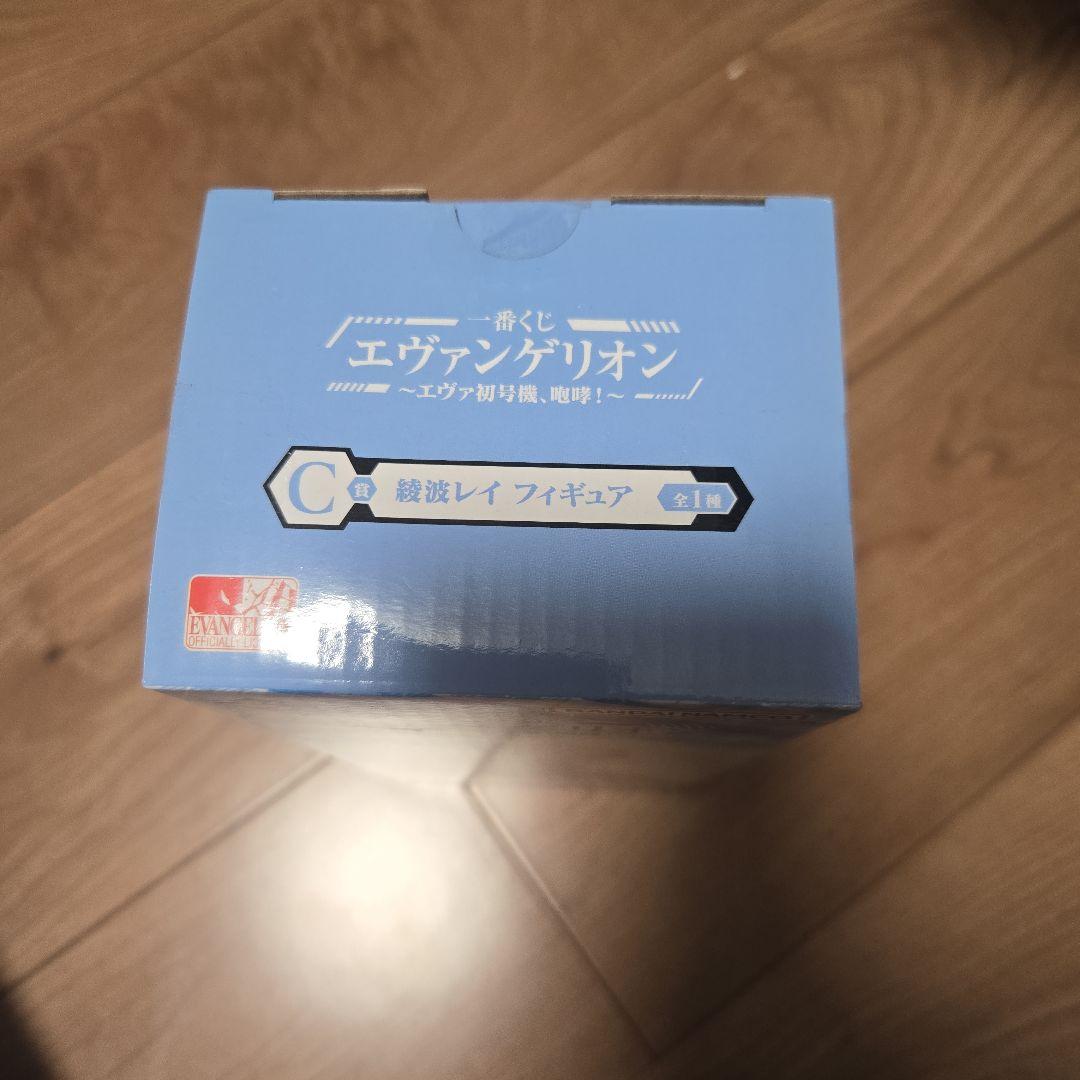 一番くじ
エヴァンゲリオン
～エヴァ初号機、咆哮！～
C賞 綾波レイ フィギュア 全1種